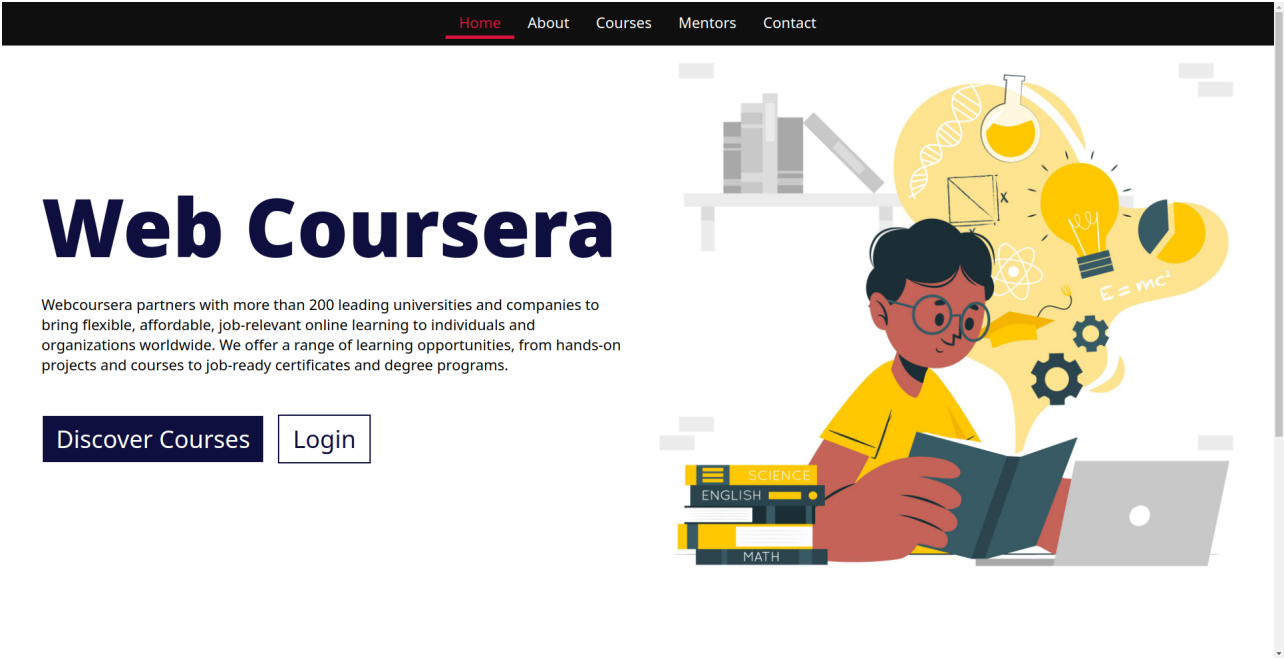 Home About Courses Mentors Contact
Web Coursera
Webcoursera partners with more than 200 leading universities and companies to
bring flexible, affordable, job-relevant online learning to individuals and
organizations worldwide. We offer a range of learning opportunities, from hands-on
projects and courses to job-ready certificates and degree programs.
Discover Courses Login
X
E = mc²
SCIENCE
ENGLISH
MATH